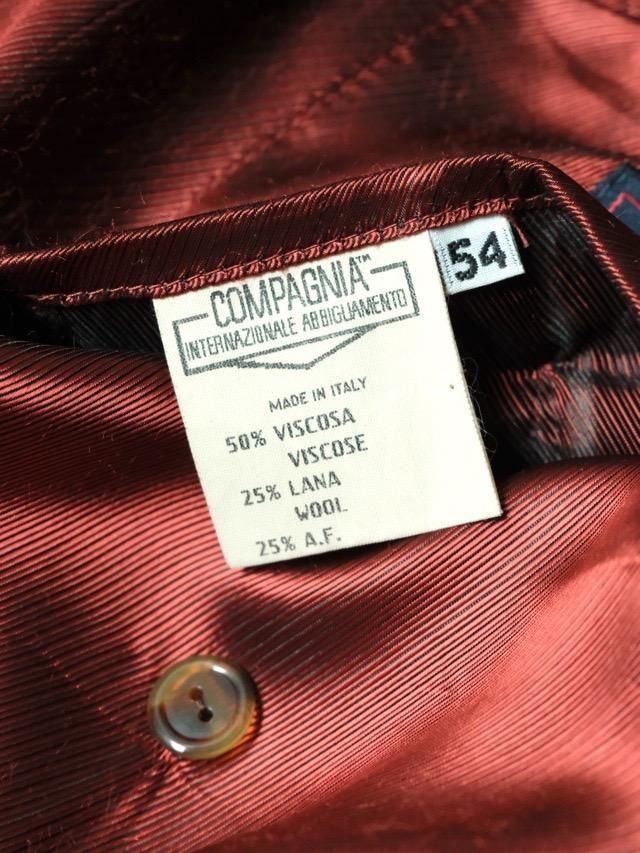 COMPAGNIA™
INTERNAZIONALE ABBIGLIAMENTO
54
MADE IN ITALY
50% VISCOSA
VISCOSE
25% LANA
WOOL
25% A.F.